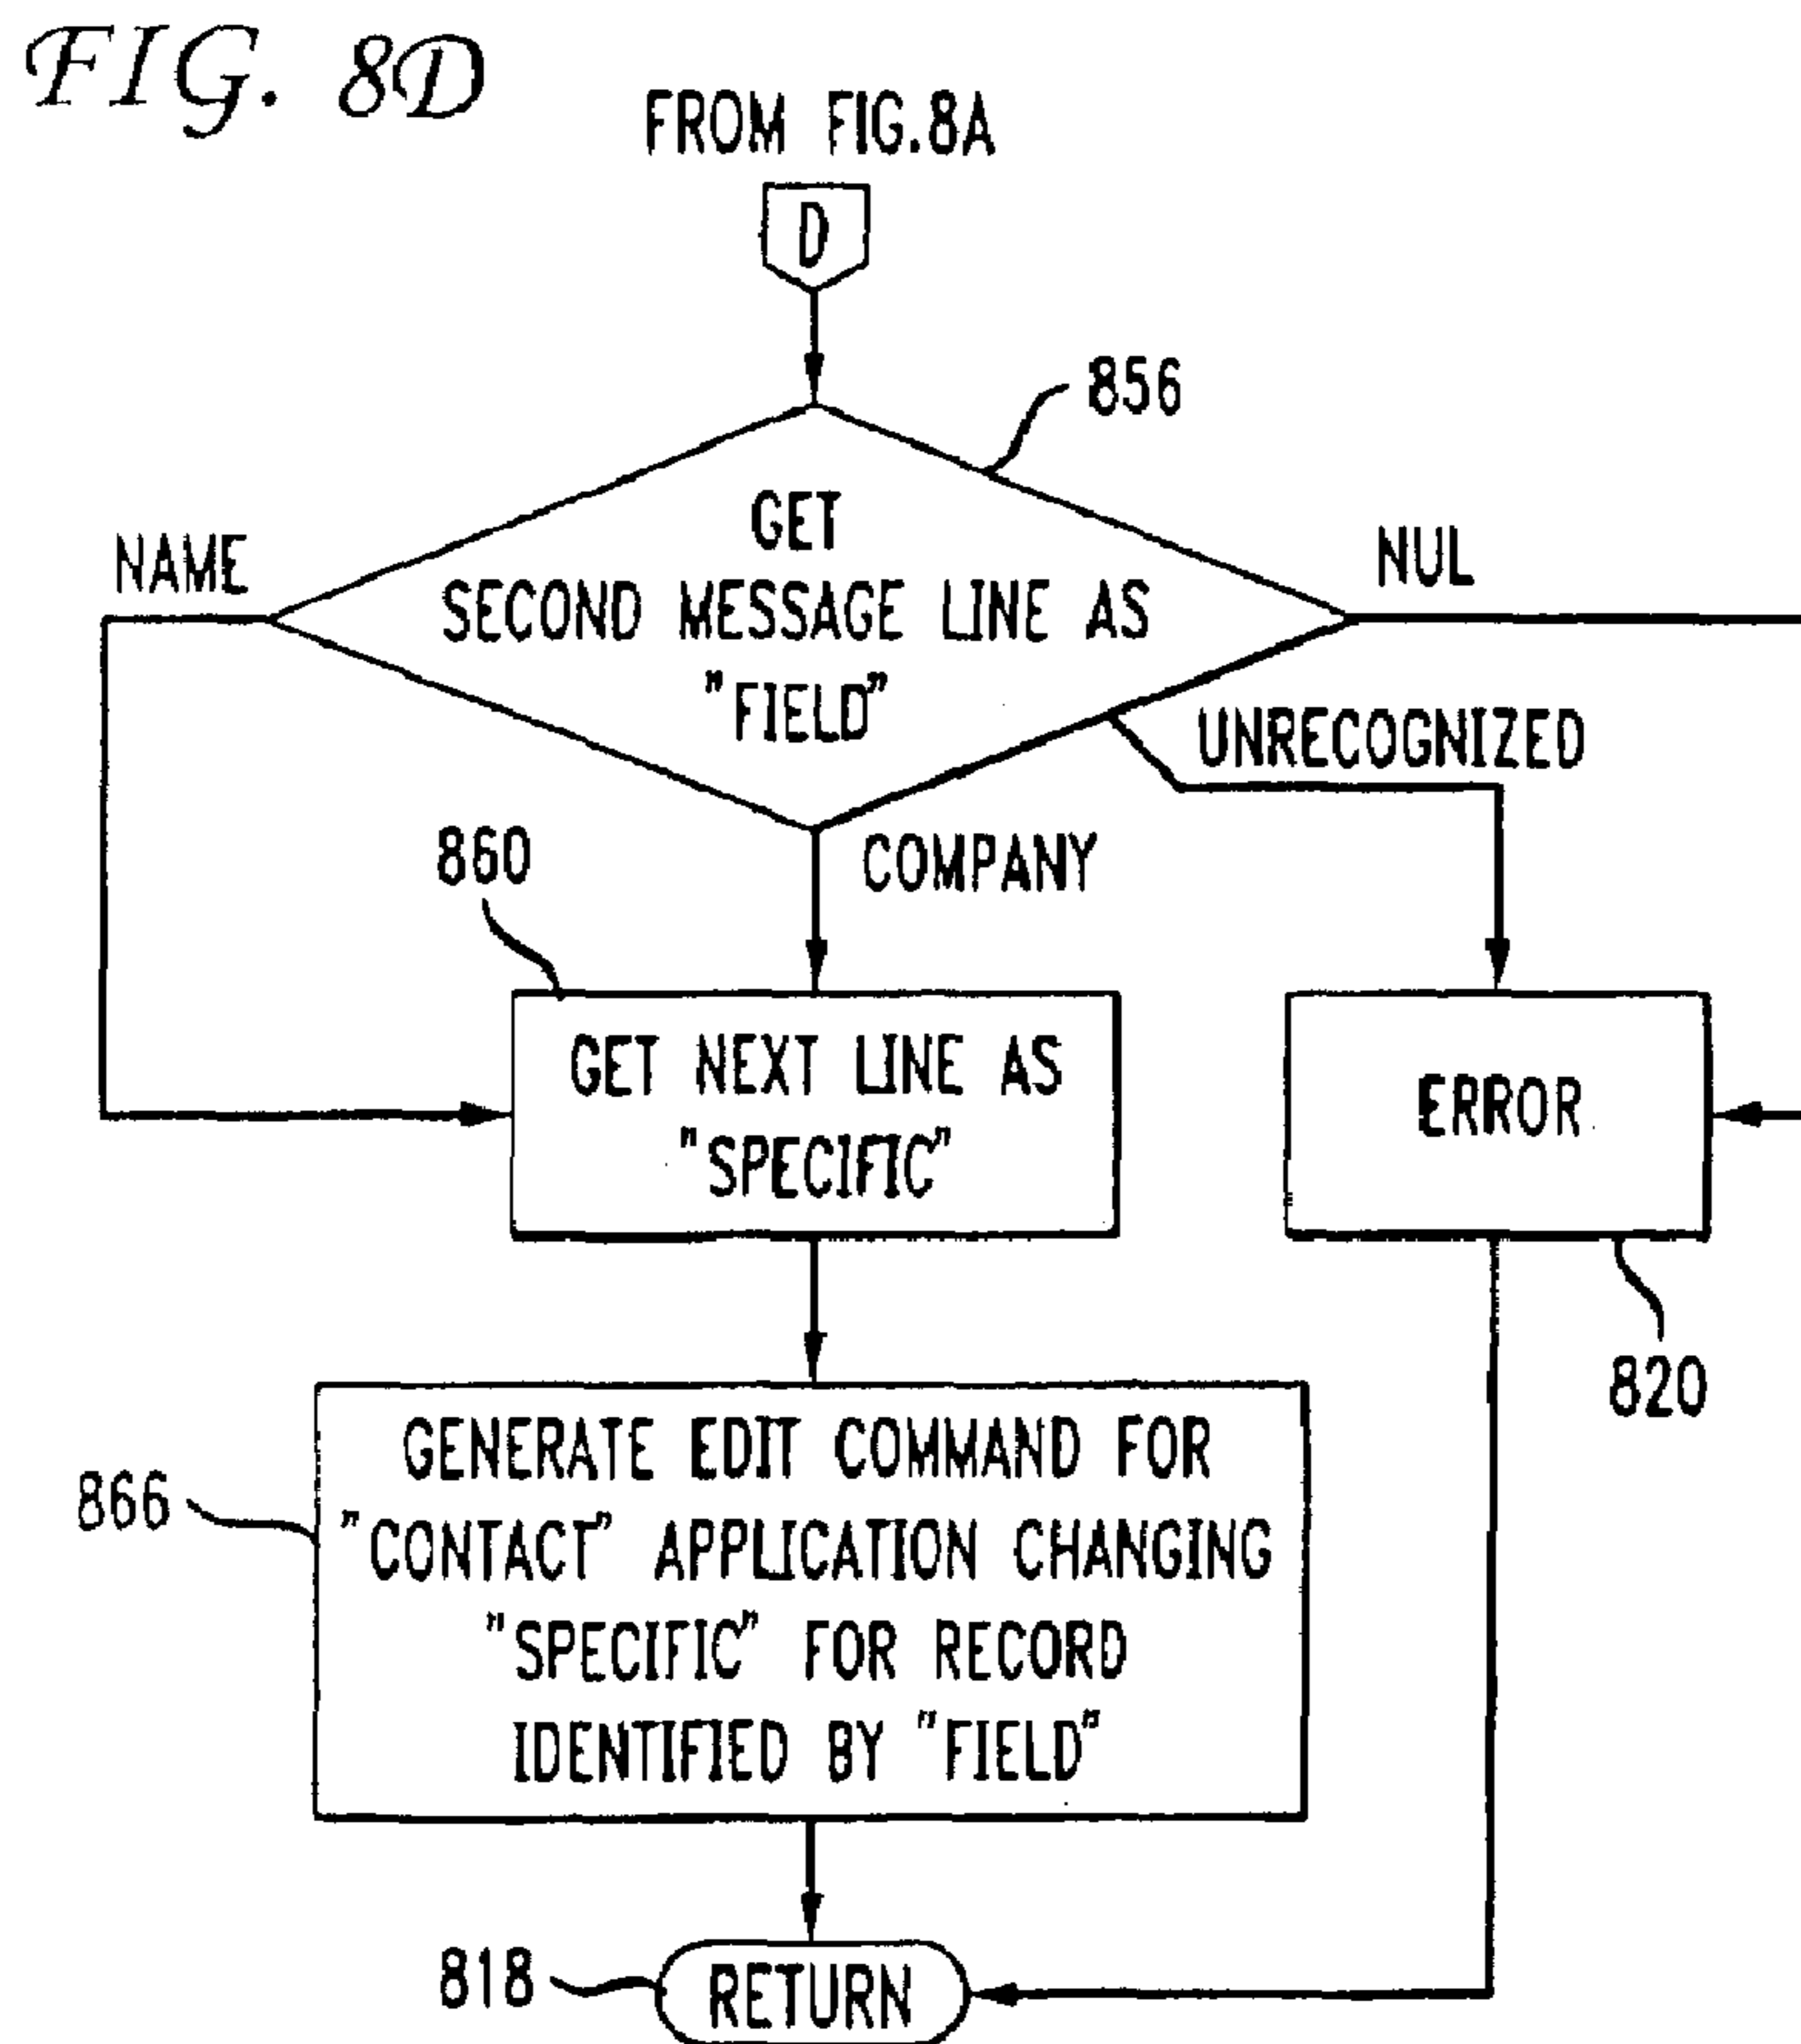 FIG. 8D
FROM FIG.8A
D
856
GET
SECOND MESSAGE LINE AS
"FIELD"
NAME
NUL
UNRECOGNIZED
COMPANY
860
GET NEXT LINE AS
"SPECIFIC"
ERROR
820
866
GENERATE EDIT COMMAND FOR
"CONTACT" APPLICATION CHANGING
"SPECIFIC" FOR RECORD
IDENTIFIED BY "FIELD"
818
RETURN